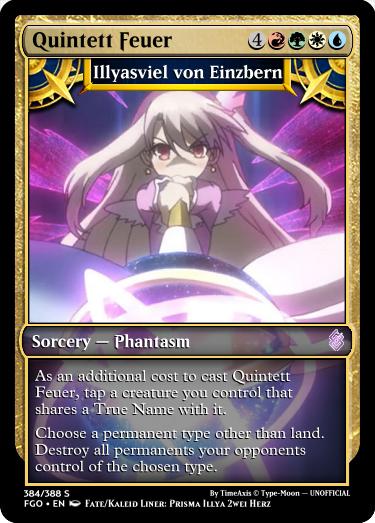 Quintett Feuer 4
Illyasviel von Einzbern
Sorcery — Phantasm
As an additional cost to cast Quintett
Feuer, tap a creature you control that
shares a True Name with it.
Choose a permanent type other than land.
Destroy all permanents your opponents
control of the chosen type.
384/388 S
By TimeAxis © Type-Moon — UNOFFICIAL
FGO • EN Fate/Kaleid Liner: Prisma Illya 2wei Herz